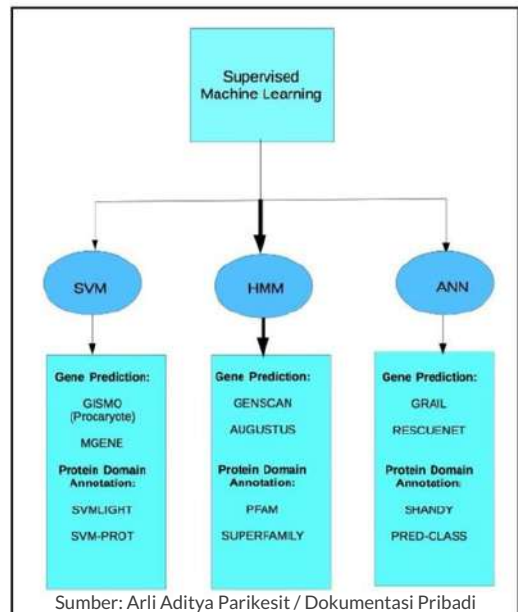 Supervised
Machine Learning
SVM
HMM
ANN
Gene Prediction:
GISMO
(Procaryote)
MGENE
Protein Domain
Annotation:
SVMLIGHT
SVM-PROT
Gene Prediction:
GENSCAN
AUGUSTUS
Protein Domain
Annotation:
PFAM
SUPERFAMILY
Gene Prediction:
GRAIL
RESCUENET
Protein Domain
Annotation:
SHANDY
PRED-CLASS
Sumber: Arli Aditya Parikesit / Dokumentasi Pribadi